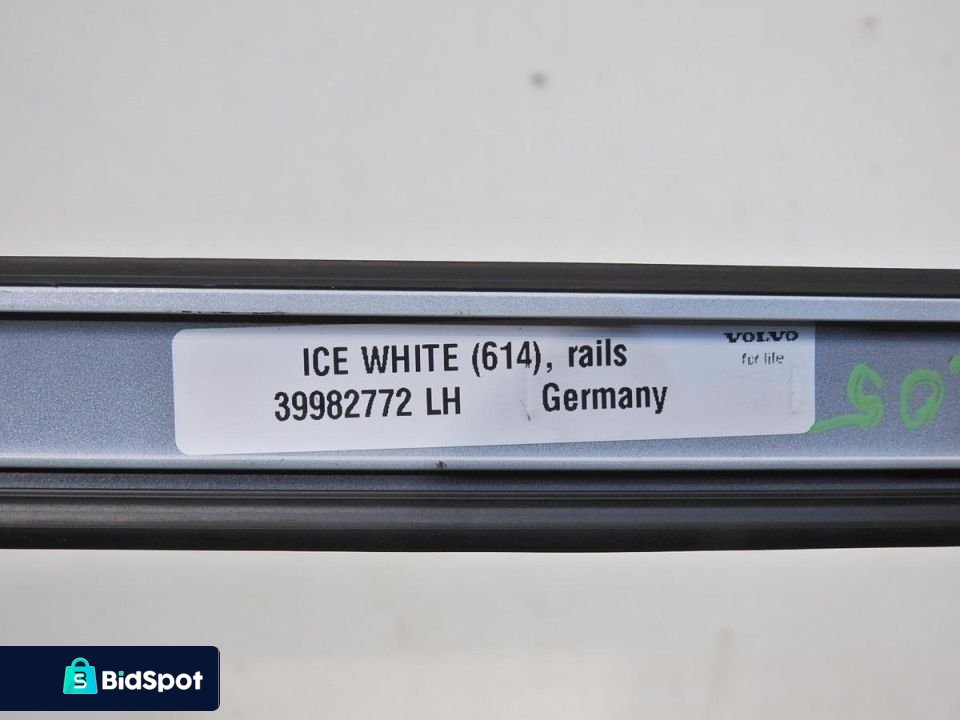 ICE WHITE (614), rails
39982772 LH Germany
VOLVO
for life
BidSpot